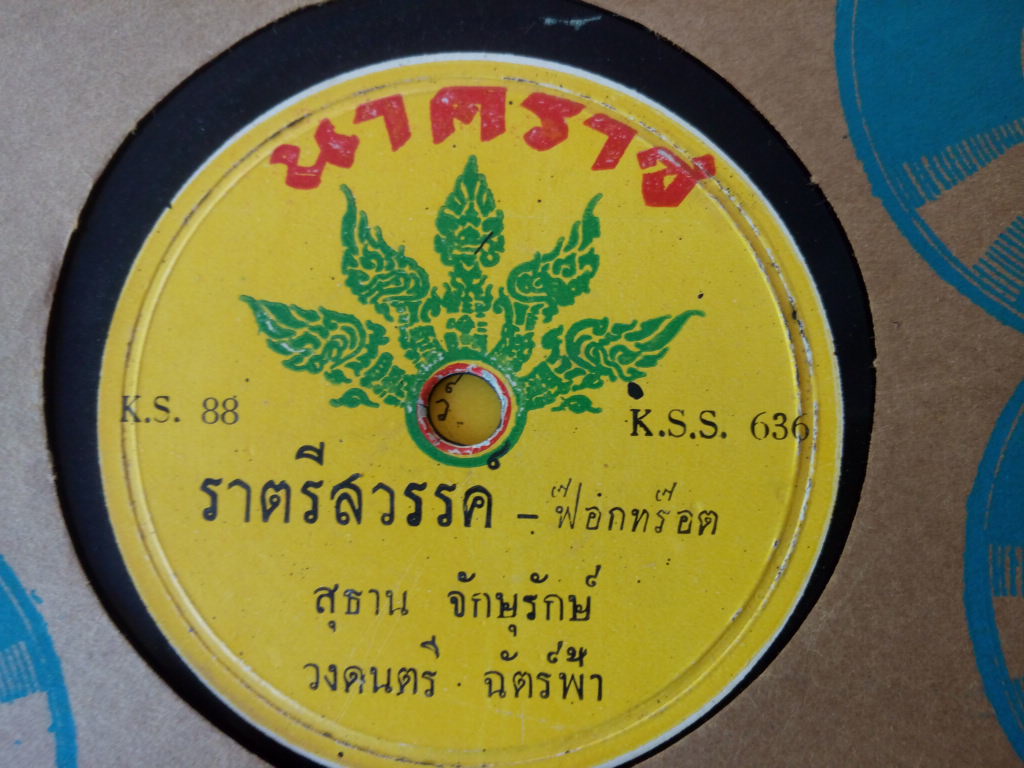 นาคราช
K.S. 88
K.S.S. 636
ราตรีสวรรค์ - ฟ๊อกทร๊อต
สุธาน จักษุรักษ์
วงดนตรี ฉัตร์ฟ้า